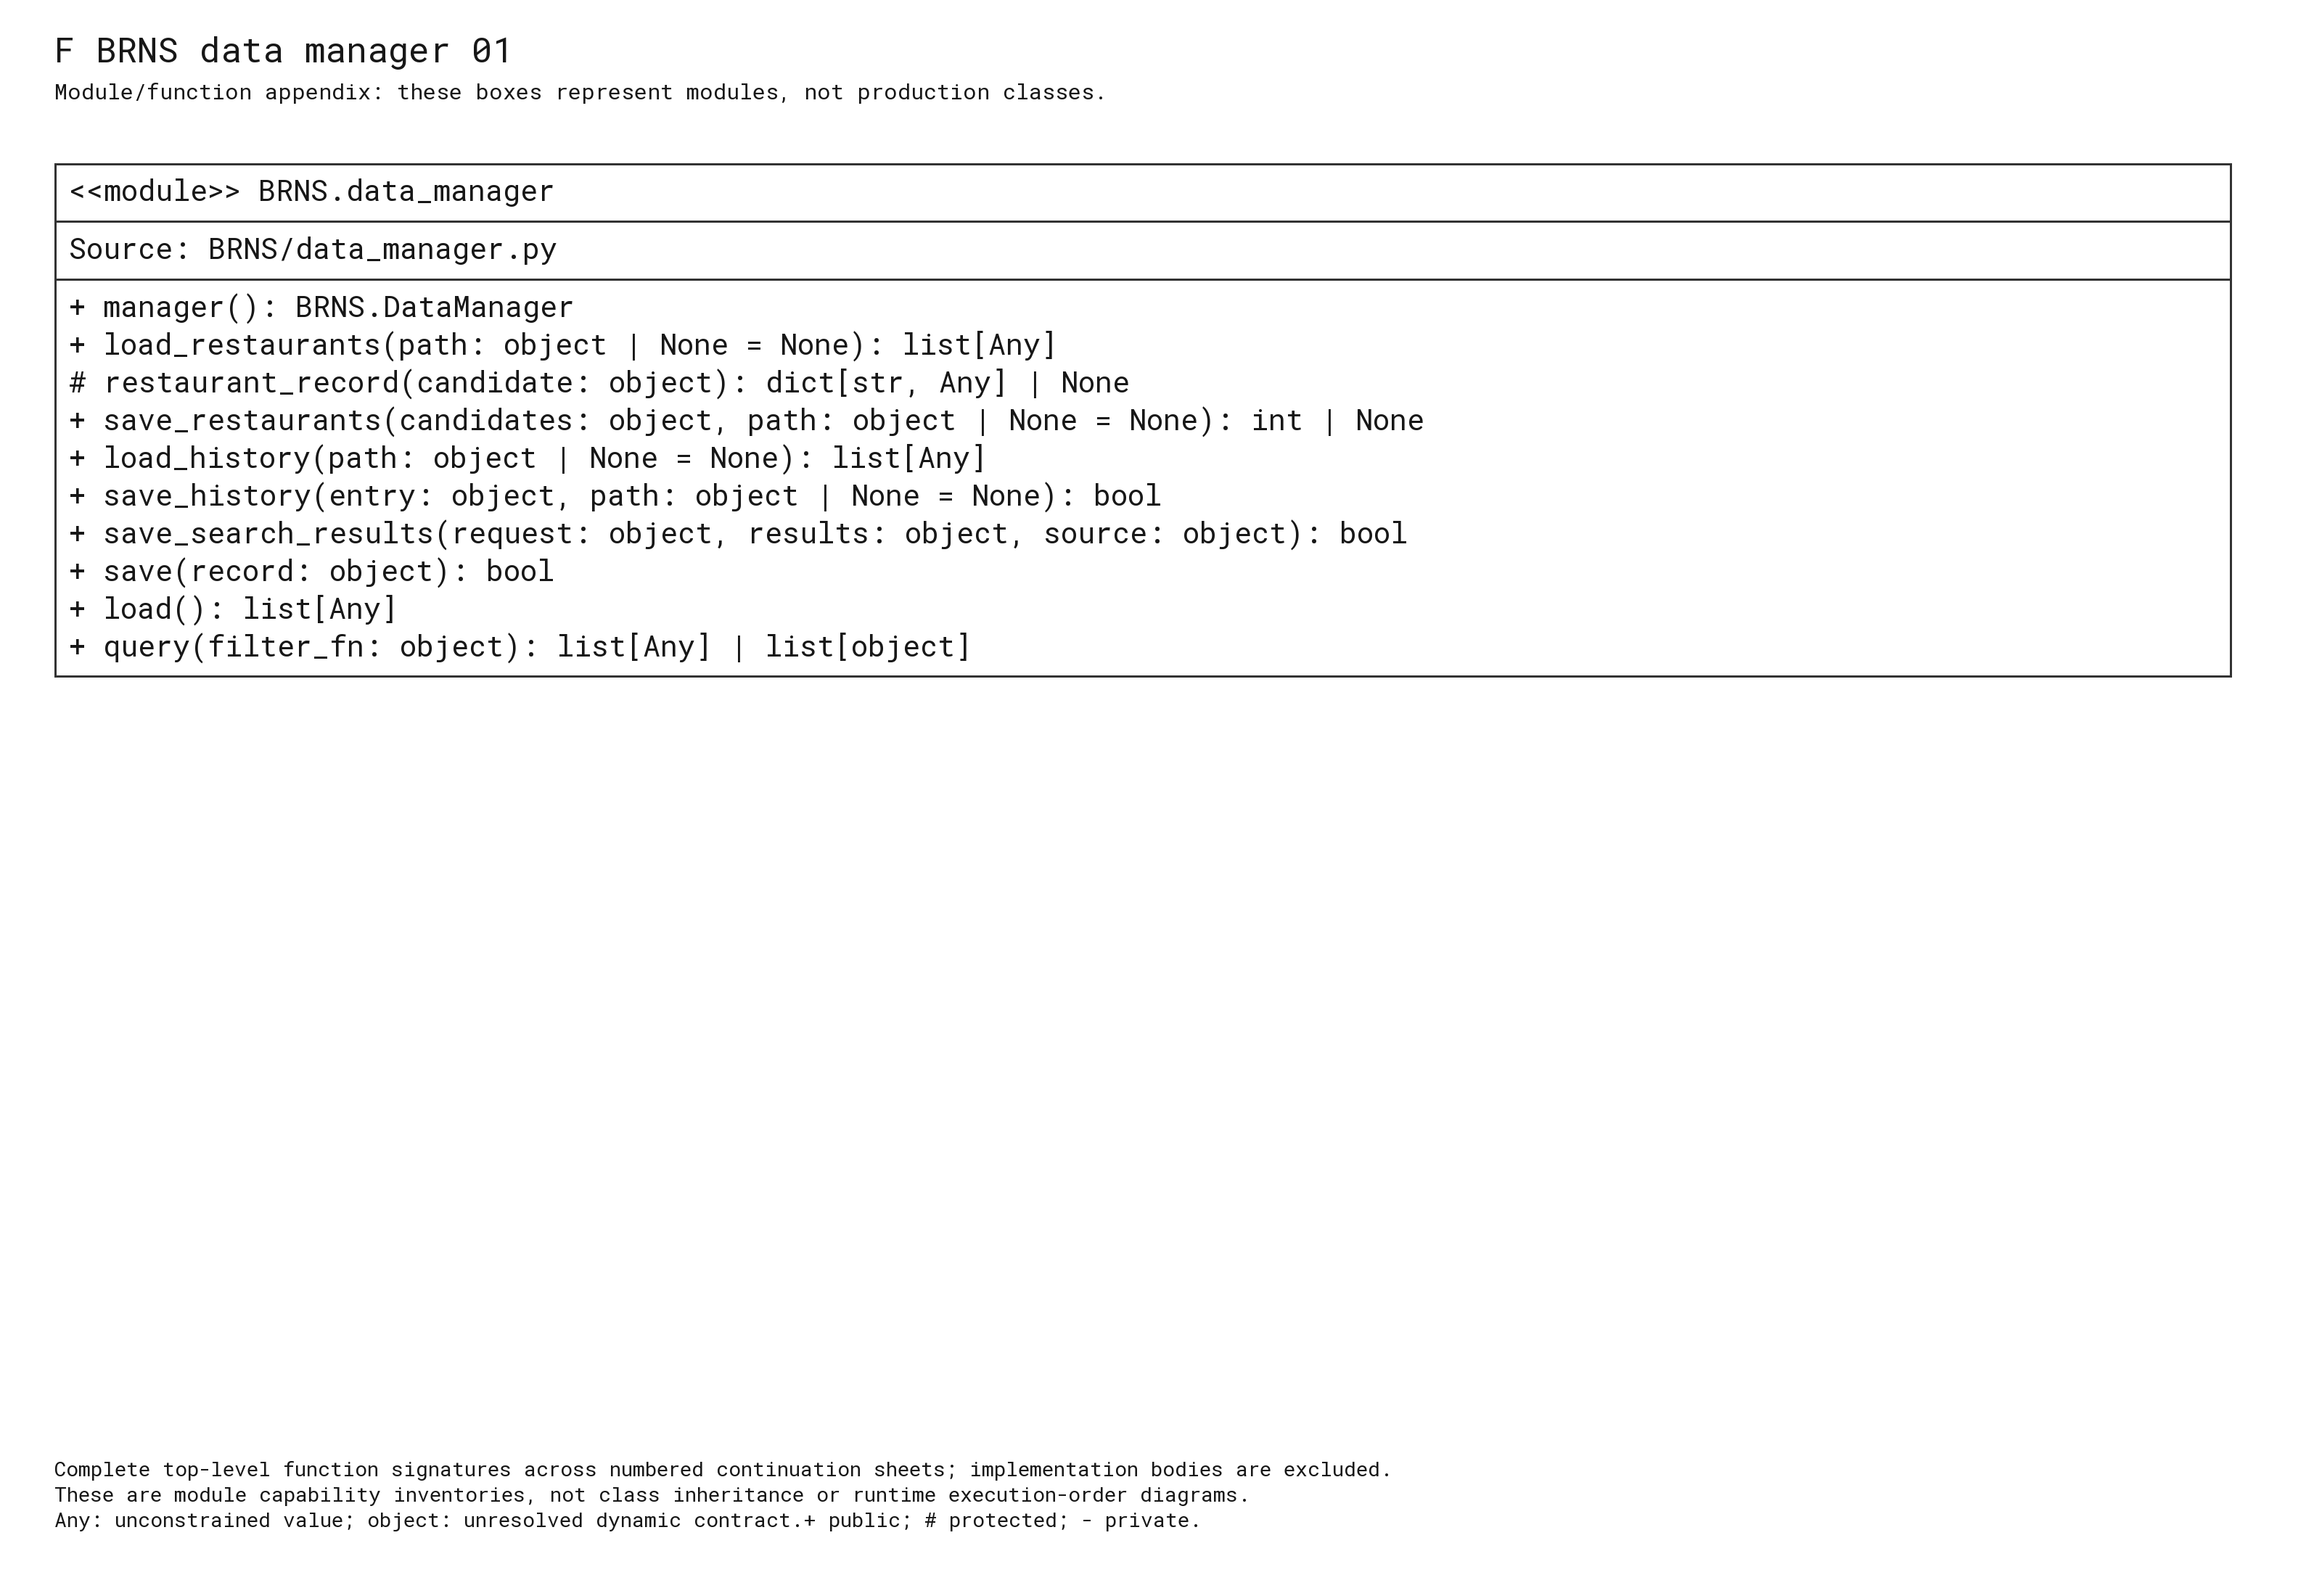 F BRNS data manager 01
Module/function appendix: these boxes represent modules, not production classes.
<<module>> BRNS.data_manager
Source: BRNS/data_manager.py
+ manager(): BRNS.DataManager
+ load_restaurants(path: object | None = None): list[Any]
# restaurant_record(candidate: object): dict[str, Any] | None
+ save_restaurants(candidates: object, path: object | None = None): int | None
+ load_history(path: object | None = None): list[Any]
+ save_history(entry: object, path: object | None = None): bool
+ save_search_results(request: object, results: object, source: object): bool
+ save(record: object): bool
+ load(): list[Any]
+ query(filter_fn: object): list[Any] | list[object]
Complete top-level function signatures across numbered continuation sheets; implementation bodies are excluded.
These are module capability inventories, not class inheritance or runtime execution-order diagrams.
Any: unconstrained value; object: unresolved dynamic contract.+ public; # protected; - private.